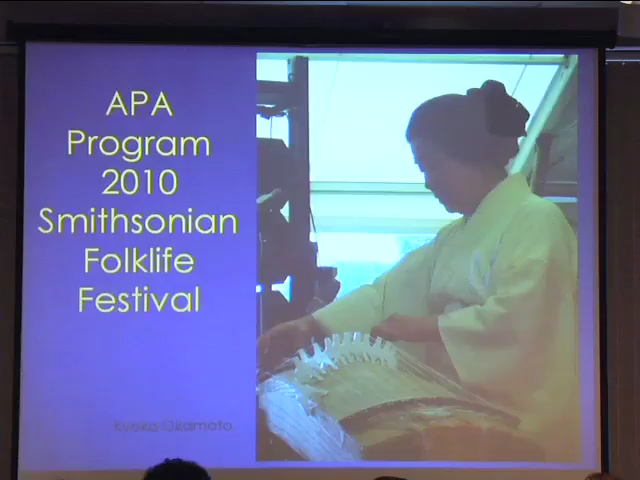 APA
Program
2010
Smithsonian
Folklife
Festival
Kyoko Okamoto